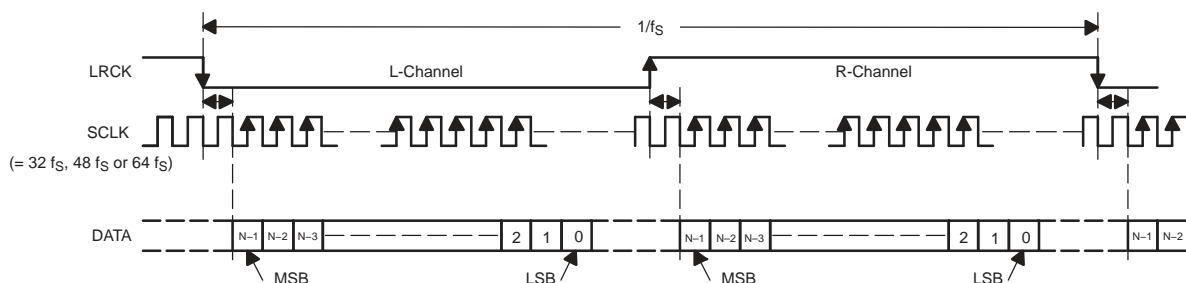 1/fS
LRCK
L-Channel
R-Channel
SCLK
(= 32 fS, 48 fS or 64 fS)
DATA
N–1 N–2 N–3 2 1 0 N–1 N–2 N–3 2 1 0 N–1 N–2
MSB LSB MSB LSB